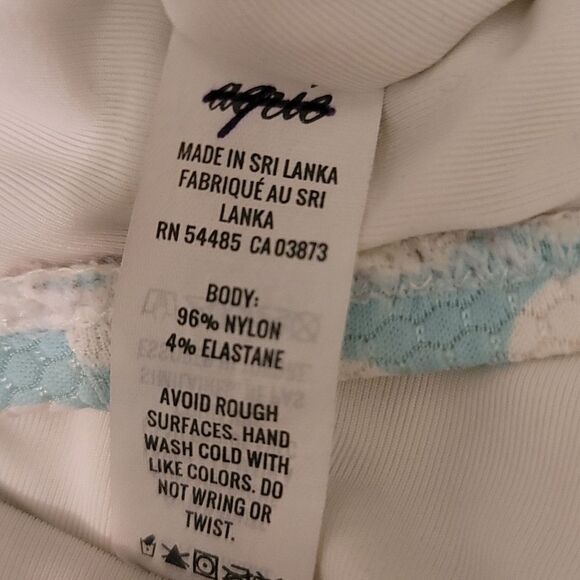 aerie
MADE IN SRI LANKA
FABRIQUÉ AU SRI
LANKA
RN 54485 CA 03873
BODY:
96% NYLON
4% ELASTANE
AVOID ROUGH
SURFACES. HAND
WASH COLD WITH
LIKE COLORS. DO
NOT WRING OR
TWIST.